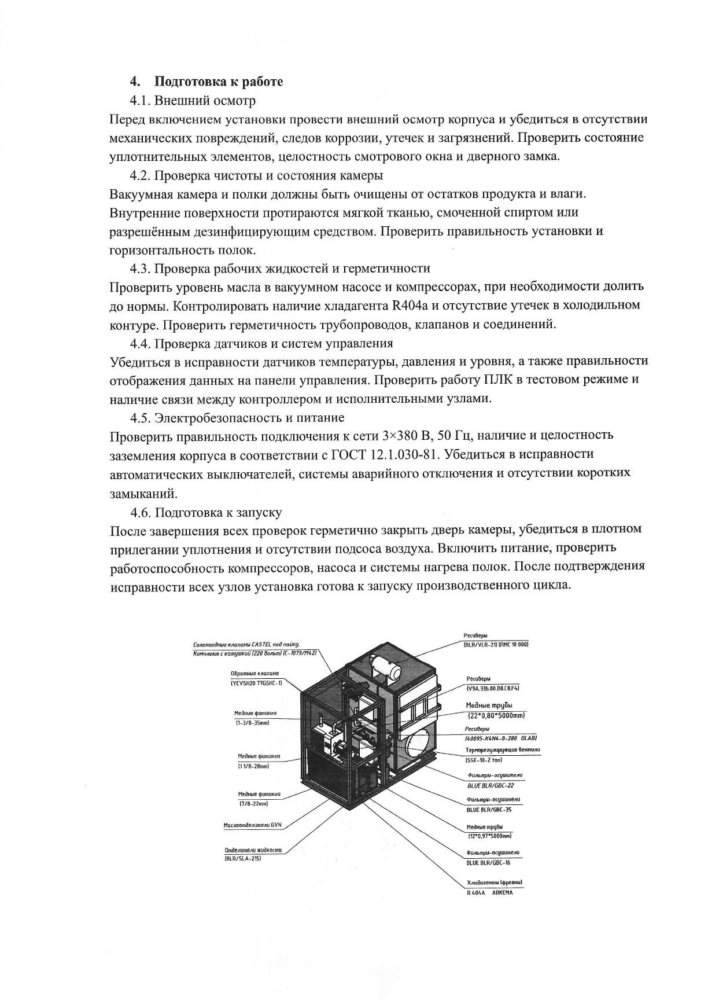 4. Подготовка к работе
4.1. Внешний осмотр
Перед включением установки провести внешний осмотр корпуса и убедиться в отсутствии
механических повреждений, следов коррозии, утечек и загрязнений. Проверить состояние
уплотнительных элементов, целостность смотрового окна и дверного замка.
4.2. Проверка чистоты и состояния камеры
Вакуумная камера и полки должны быть очищены от остатков продукта и влаги.
Внутренние поверхности протираются мягкой тканью, смоченной спиртом или
разрешённым дезинфицирующим средством. Проверить правильность установки и
горизонтальность полок.
4.3. Проверка рабочих жидкостей и герметичности
Проверить уровень масла в вакуумном насосе и компрессорах, при необходимости долить
до нормы. Контролировать наличие хладагента R404a и отсутствие утечек в холодильном
контуре. Проверить герметичность трубопроводов, клапанов и соединений.
4.4. Проверка датчиков и систем управления
Убедиться в исправности датчиков температуры, давления и уровня, а также правильности
отображения данных на панели управления. Проверить работу ПЛК в тестовом режиме и
наличие связи между контроллером и исполнительными узлами.
4.5. Электробезопасность и питание
Проверить правильность подключения к сети 3×380 В, 50 Гц, наличие и целостность
заземления корпуса в соответствии с ГОСТ 12.1.030-81. Убедиться в исправности
автоматических выключателей, системы аварийного отключения и отсутствии коротких
замыканий.
4.6. Подготовка к запуску
После завершения всех проверок герметично закрыть дверь камеры, убедиться в плотном
прилегании уплотнения и отсутствии подсоса воздуха. Включить питание, проверить
работоспособность компрессоров, насоса и системы нагрева полок. После подтверждения
исправности всех узлов установка готова к запуску производственного цикла.
Соленоидные клапаны CASTEL под пайку.
Комплект с катушкой (220 вольт) (С-1079/М42)
Обратные клапана
(YCVSH20 77GSHC-1)
Медные фитинги
(1-3/8-35mm)
Медные фитинги
(1 1/8-28mm)
Медные фитинги
(7/8-22mm)
Маслоотделители GVN
Отделители жидкости
(BLR/SLA-215)
Ресиверы
(BLR/VLR-21) (ПМС 10 000)
Ресиверы
(V9A.33b.80.B8.C8.F4)
Медные трубы
(22*0,80*5000mm)
Ресиверы
(40095-K4N4-0-280 OLAB)
Терморегулирующие вентили
(SSE-10-Z ton)
Фильтры-осушители
BLUE BLR/GBC-22
Фильтры-осушители
BLUE BLR/GBC-35
Медные трубы
(12*0,97*5000mm)
Фильтры-осушители
BLUE BLR/GBC-16
Хладагенты (фреоны)
R 404A ARKEMA